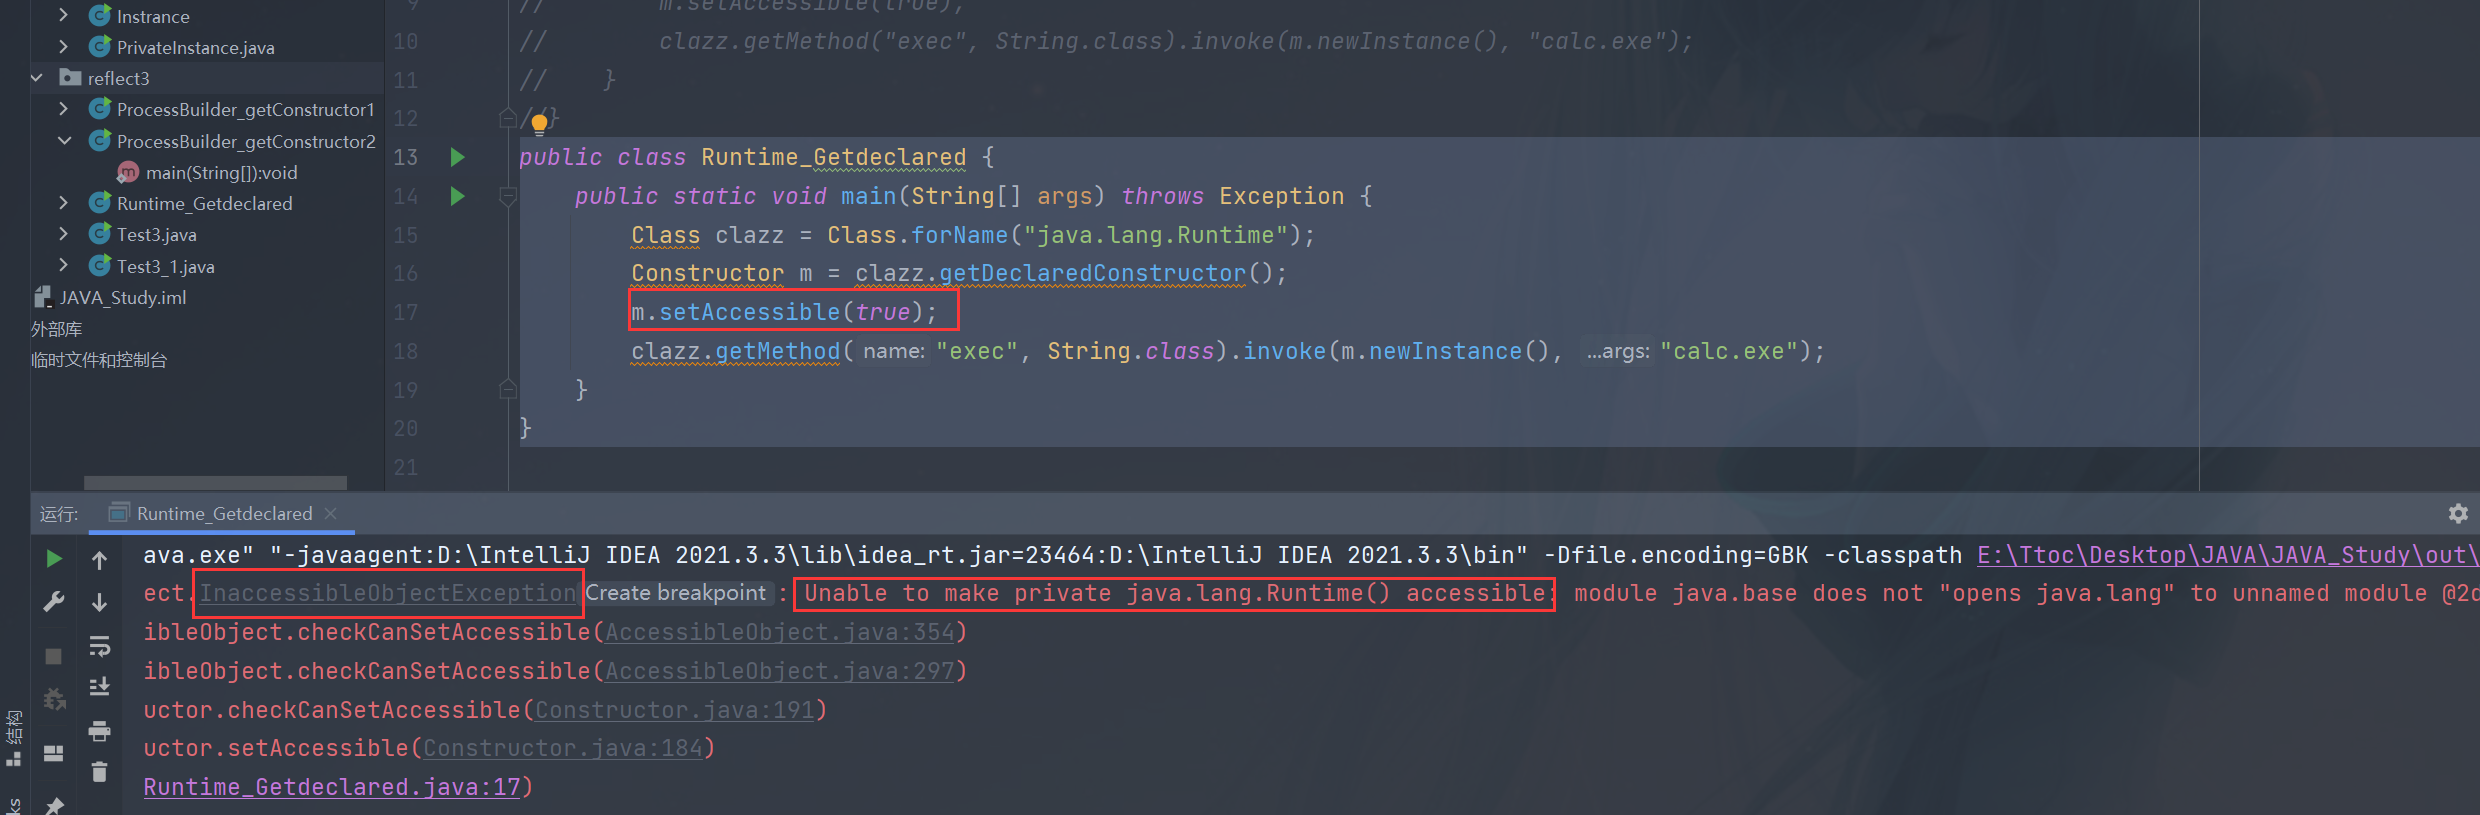 Instrance
PrivateInstance.java
reflect3
ProcessBuilder_getConstructor1
ProcessBuilder_getConstructor2
main(String[]):void
Runtime_Getdeclared
Test3.java
Test3_1.java
JAVA_Study.iml
外部库
临时文件和控制台
9 // m.setAccessible(true);
10 // clazz.getMethod("exec", String.class).invoke(m.newInstance(), "calc.exe");
11 // }
12 //}
13 public class Runtime_Getdeclared {
14 public static void main(String[] args) throws Exception {
15 Class clazz = Class.forName("java.lang.Runtime");
16 Constructor m = clazz.getDeclaredConstructor();
17 m.setAccessible(true);
18 clazz.getMethod( name: "exec", String.class).invoke(m.newInstance(), ...args: "calc.exe");
19 }
20 }
21
运行: Runtime_Getdeclared
ava.exe" "-javaagent:D:\IntelliJ IDEA 2021.3.3\lib\idea_rt.jar=23464:D:\IntelliJ IDEA 2021.3.3\bin" -Dfile.encoding=GBK -classpath E:\Ttoc\Desktop\JAVA\JAVA_Study\out\
ect.InaccessibleObjectException Create breakpoint : Unable to make private java.lang.Runtime() accessible: module java.base does not "opens java.lang" to unnamed module @2d
ibleObject.checkCanSetAccessible(AccessibleObject.java:354)
ibleObject.checkCanSetAccessible(AccessibleObject.java:297)
uctor.checkCanSetAccessible(Constructor.java:191)
uctor.setAccessible(Constructor.java:184)
Runtime_Getdeclared.java:17)
结构
ks